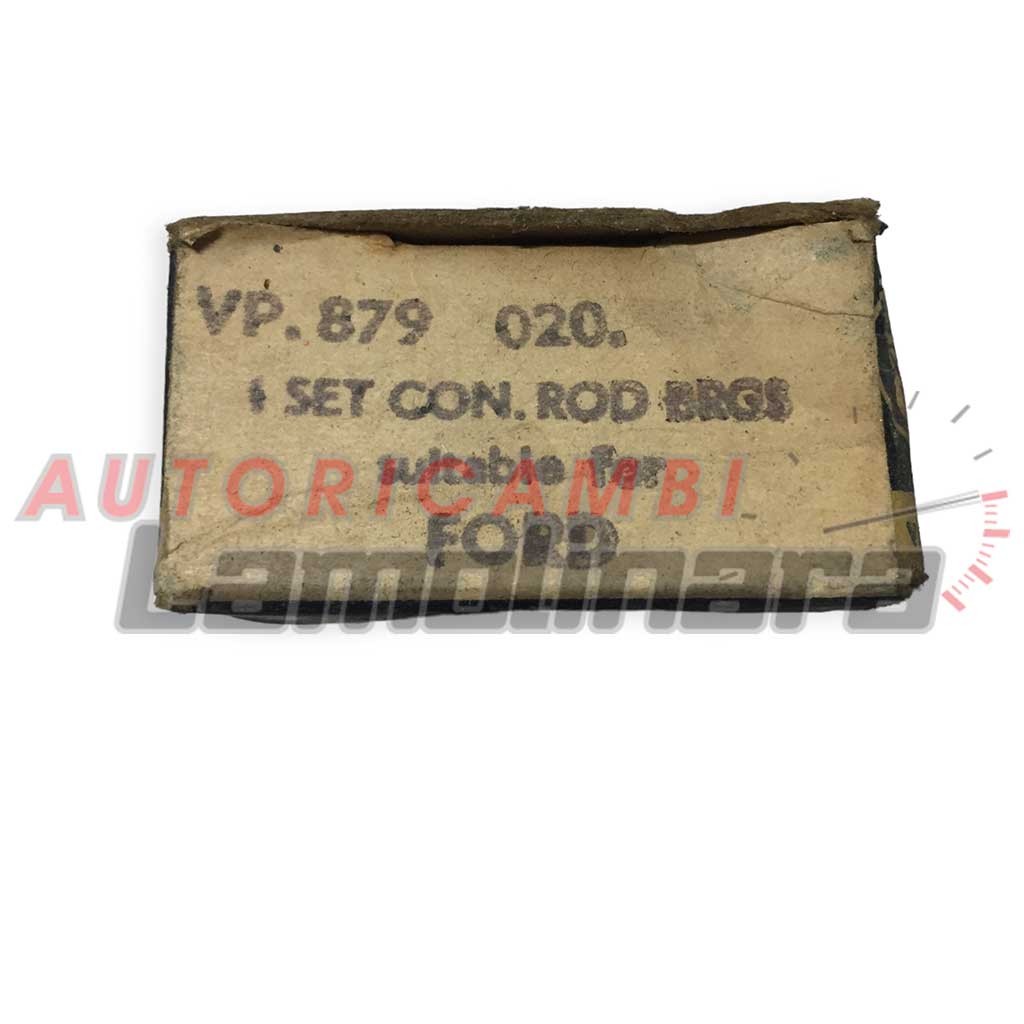 VP. 879 020.
1 SET CON. ROD BRGS
suitable for
AUTORICAMBI
FORD
Lamolinara